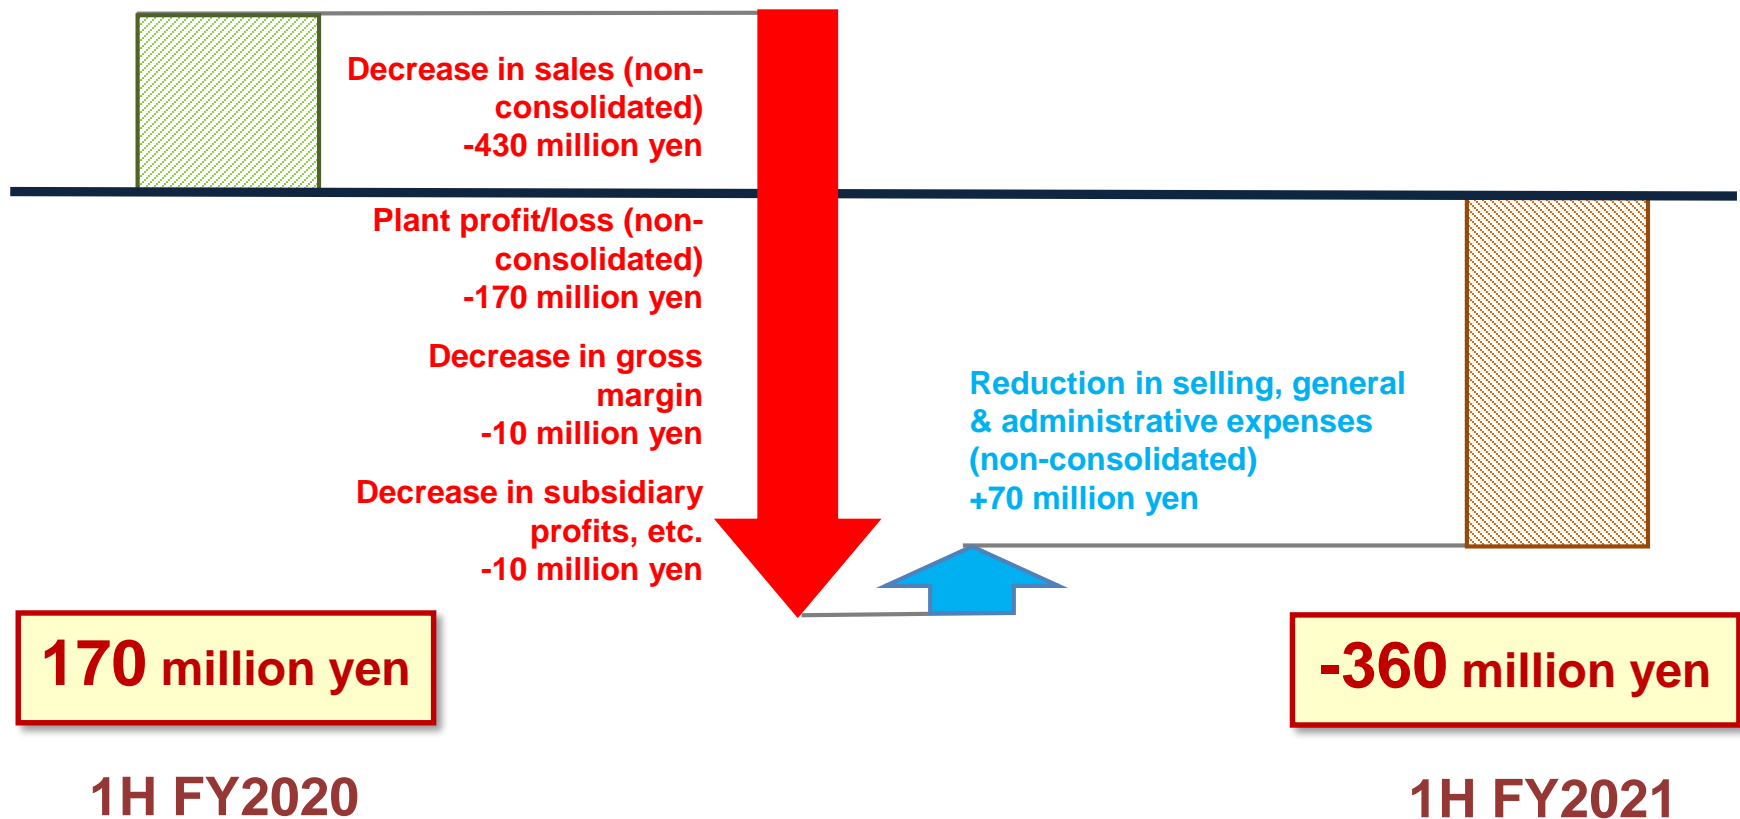 Decrease in sales (non-
consolidated)
-430 million yen
Plant profit/loss (non-
consolidated)
-170 million yen
Decrease in gross
margin
-10 million yen
Decrease in subsidiary
profits, etc.
-10 million yen
Reduction in selling, general
& administrative expenses
(non-consolidated)
+70 million yen
170 million yen
-360 million yen
1H FY2020
1H FY2021